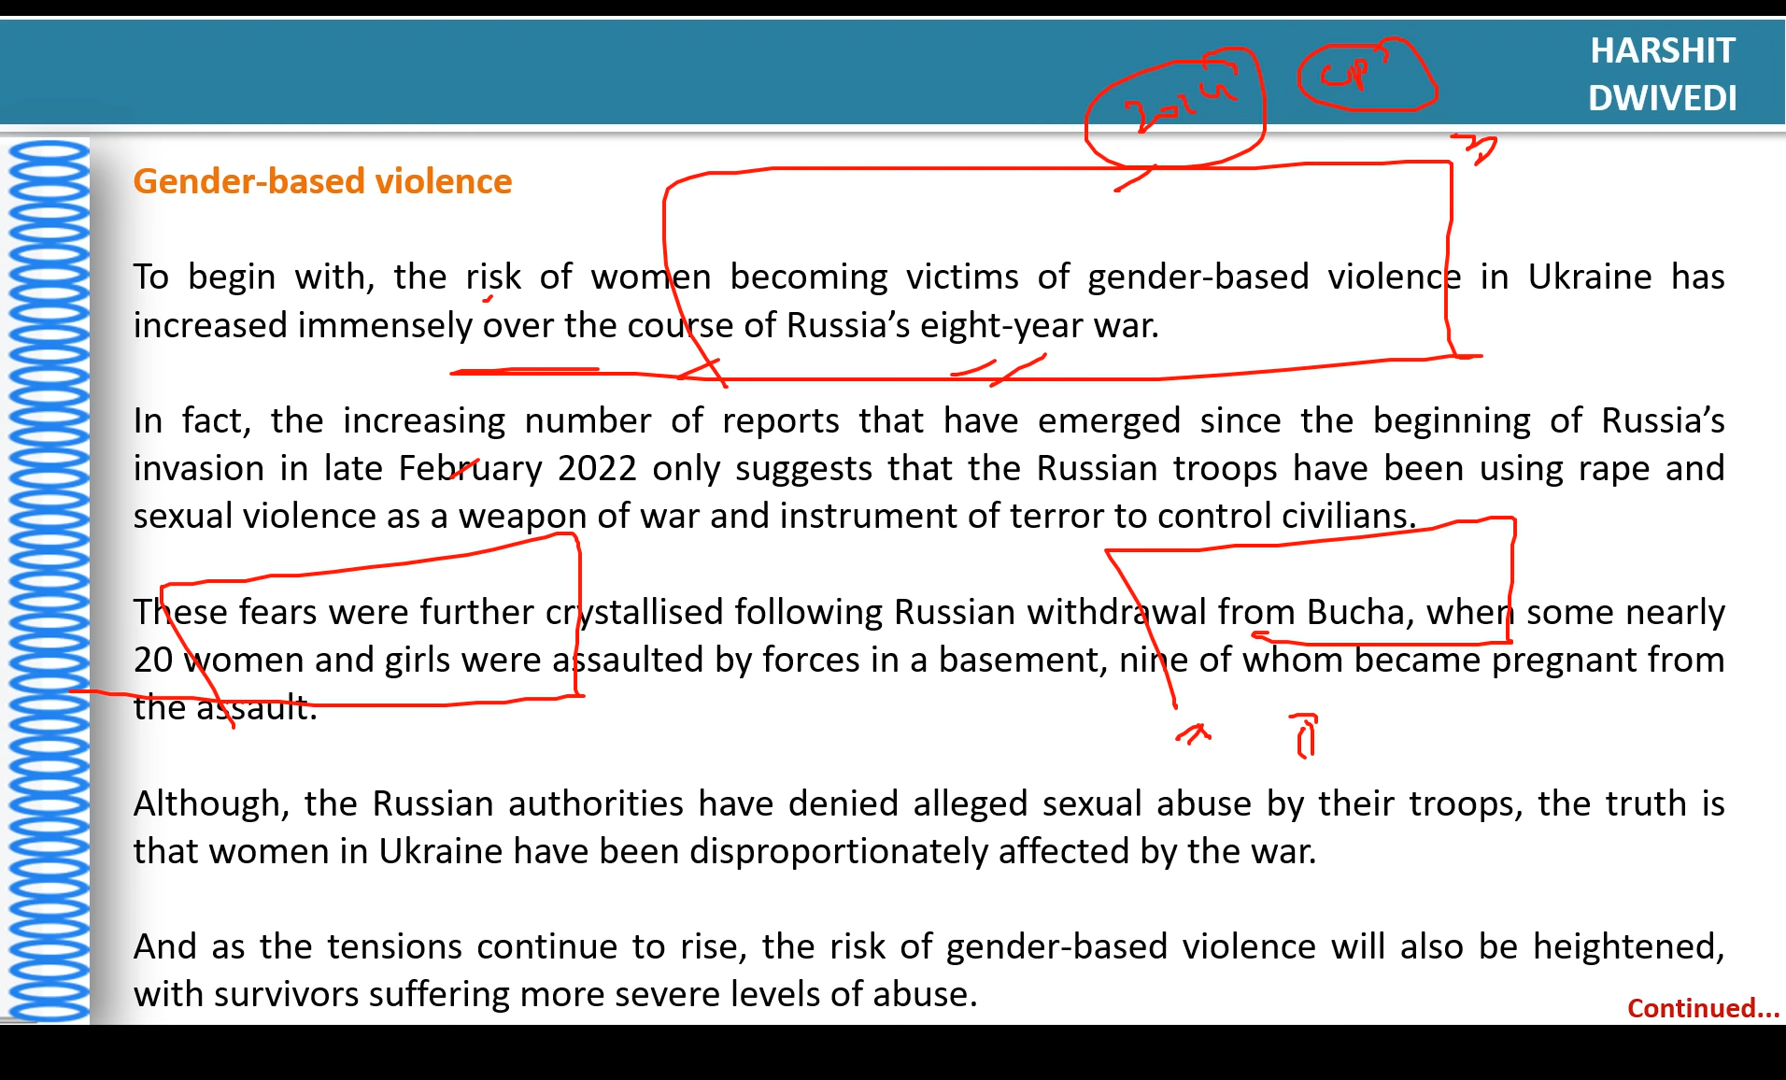 HARSHIT
DWIVEDI
2014
Gender-based violence
To begin with, the risk of women becoming victims of gender-based violence in Ukraine has
increased immensely over the course of Russia’s eight-year war.
In fact, the increasing number of reports that have emerged since the beginning of Russia’s
invasion in late February 2022 only suggests that the Russian troops have been using rape and
sexual violence as a weapon of war and instrument of terror to control civilians.
These fears were further crystallised following Russian withdrawal from Bucha, when some nearly
20 women and girls were assaulted by forces in a basement, nine of whom became pregnant from
the assault.
Although, the Russian authorities have denied alleged sexual abuse by their troops, the truth is
that women in Ukraine have been disproportionately affected by the war.
And as the tensions continue to rise, the risk of gender-based violence will also be heightened,
with survivors suffering more severe levels of abuse.
Continued...